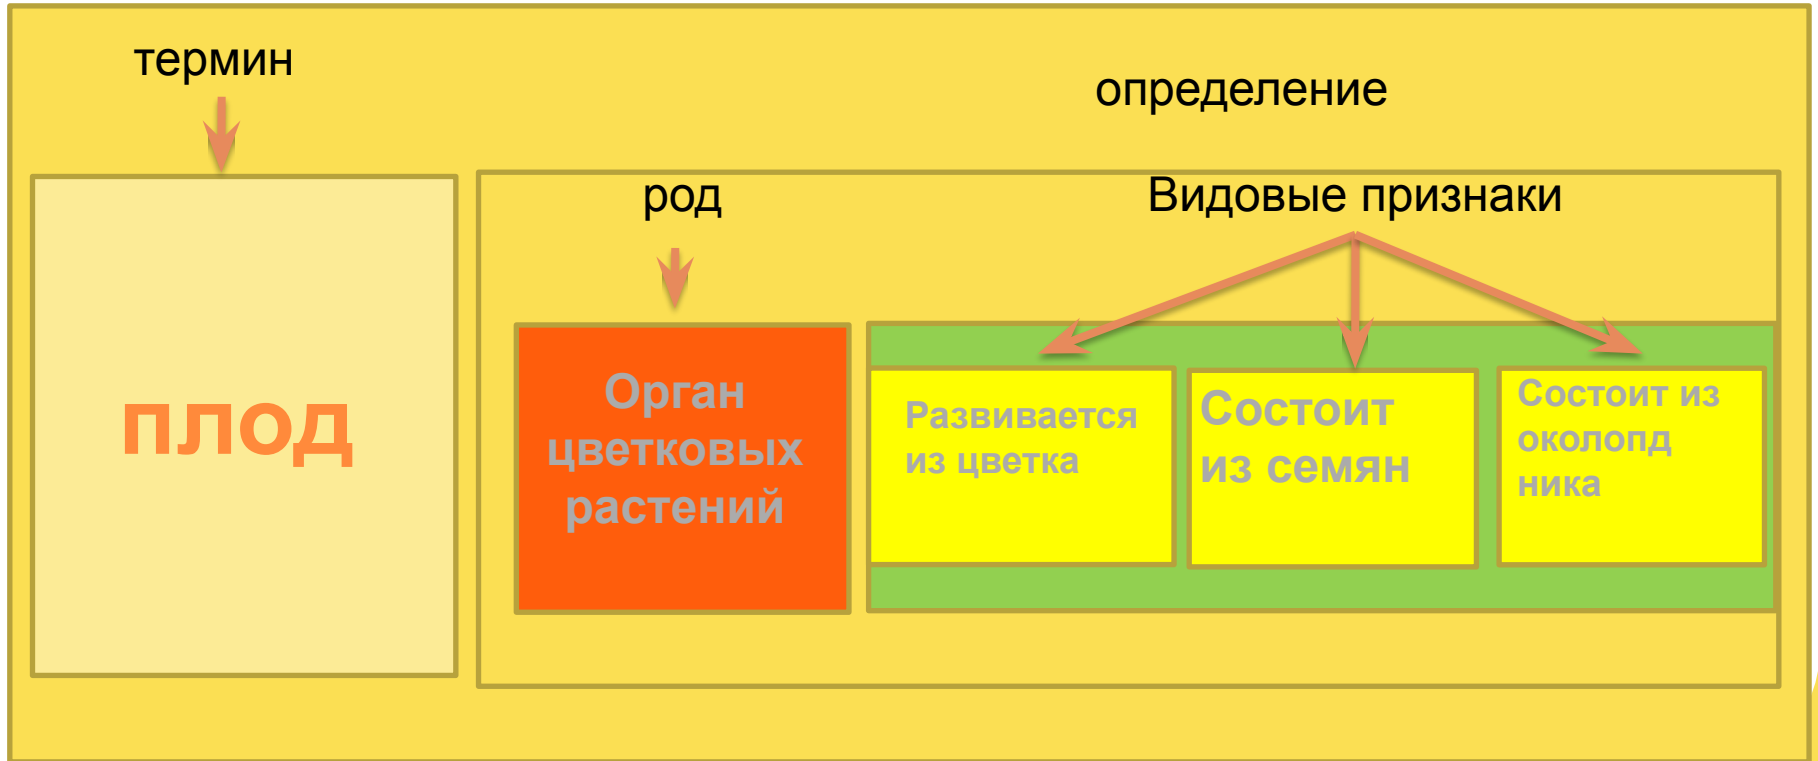 термин
определение
род
Видовые признаки
плод
Орган
цветковых
растений
Развивается
из цветка
Состоит
из семян
Состоит из
околопд
ника